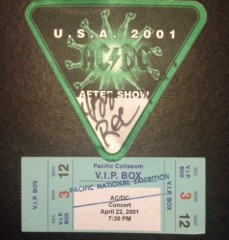 U.S.A. 2001
AC/DC
AFTER SHOW
Pacific Coliseum
V.I.P. BOX
PACIFIC NATIONAL EXHIBITION
AC/DC
Concert
April 22, 2001
7:30 PM
V.I.P. BOX
3
12
V.I.P. BOX
3
12